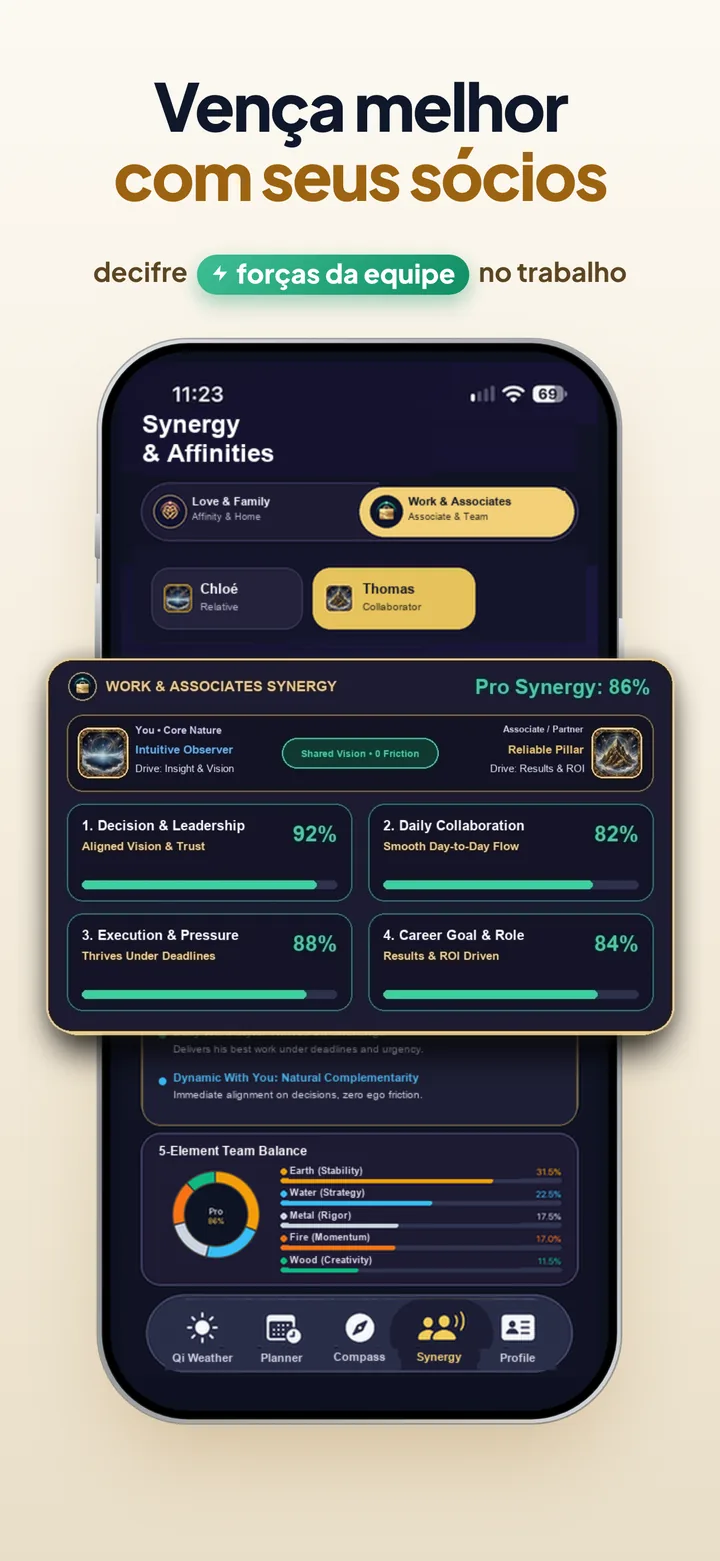 Vença melhor
com seus sócios
decifre forças da equipe no trabalho
11:23
69
Synergy
& Affinities
Love & Family
Affinity & Home
Work & Associates
Associate & Team
Chloé
Relative
Thomas
Collaborator
WORK & ASSOCIATES SYNERGY
Pro Synergy: 86%
You • Core Nature
Intuitive Observer
Drive: Insight & Vision
Shared Vision • 0 Friction
Associate / Partner
Reliable Pillar
Drive: Results & ROI
1. Decision & Leadership
Aligned Vision & Trust
92%
2. Daily Collaboration
Smooth Day-to-Day Flow
82%
3. Execution & Pressure
Thrives Under Deadlines
88%
4. Career Goal & Role
Results & ROI Driven
84%
Delivers his best work under deadlines and urgency.
Dynamic With You: Natural Complementarity
Immediate alignment on decisions, zero ego friction.
5-Element Team Balance
Pro
86%
Earth (Stability) 31.5%
Water (Strategy) 22.5%
Metal (Rigor) 17.5%
Fire (Momentum) 17.0%
Wood (Creativity) 11.5%
Qi Weather
Planner
Compass
Synergy
Profile